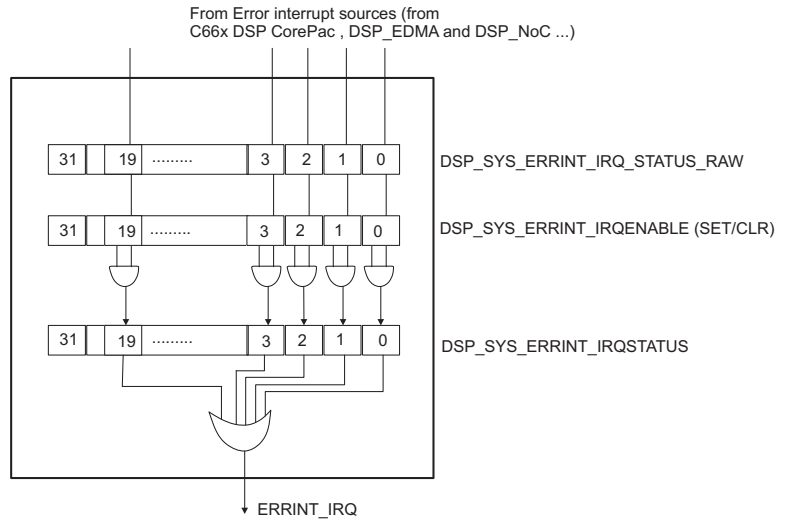 From Error interrupt sources (from
C66x DSP CorePac , DSP_EDMA and DSP_NoC ...)
31 19 ......... 3 2 1 0 DSP_SYS_ERRINT_IRQ_STATUS_RAW
31 19 ......... 3 2 1 0 DSP_SYS_ERRINT_IRQENABLE (SET/CLR)
31 19 ......... 3 2 1 0 DSP_SYS_ERRINT_IRQSTATUS
ERRINT_IRQ